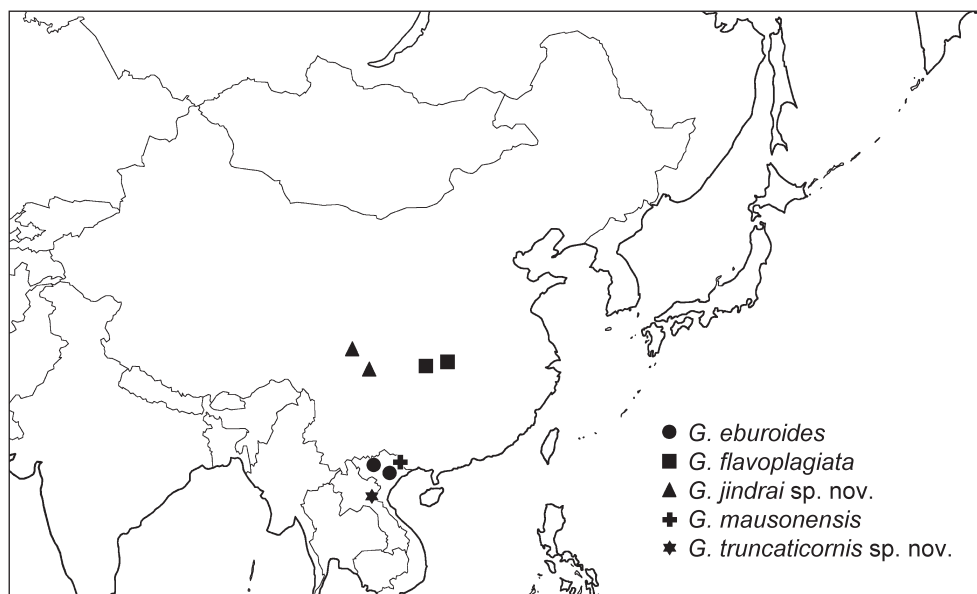 G. eburoides
G. flavoplagiata
G. jindrai sp. nov.
G. mausonensis
G. truncaticornis sp. nov.